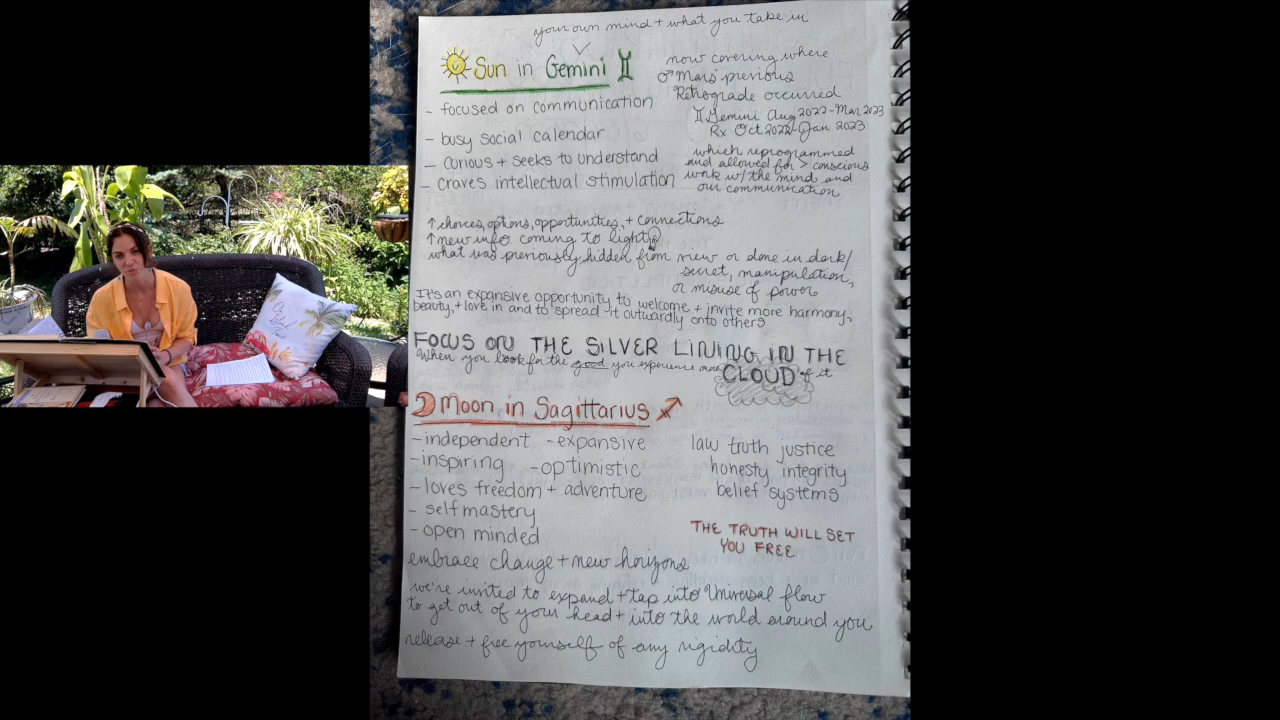 your own mind + what you take in
Sun in Gemini ♊
- focused on communication
- busy social calendar
- curious + seeks to understand
- craves intellectual stimulation
now covering where
♂ Mars' previous
Retrograde occurred
♊ Gemini Aug 2022-Mar 2023
Rx Oct 2022-Jan 2023
which reprogrammed
and allowed for > conscious
work w/ the mind and
our communication
↑ choices, options, opportunities, + connections
↑ new info coming to light
what was previously hidden from view or done in dark/
secret, manipulation,
or misuse of power
It's an expansive opportunity to welcome + invite more harmony,
beauty, + love in and to spread it outwardly onto others
FOCUS ON THE SILVER LINING IN THE
CLOUD
When you look for the good you experience more of it
☽ Moon in Sagittarius ♐
- independent - expansive
- inspiring - optimistic
- loves freedom + adventure
- self mastery
- open minded
law truth justice
honesty integrity
belief systems
THE TRUTH WILL SET
YOU FREE
embrace change + new horizons
we're invited to expand + tap into Universal flow
to get out of your head + into the world around you
release + free yourself of any rigidity